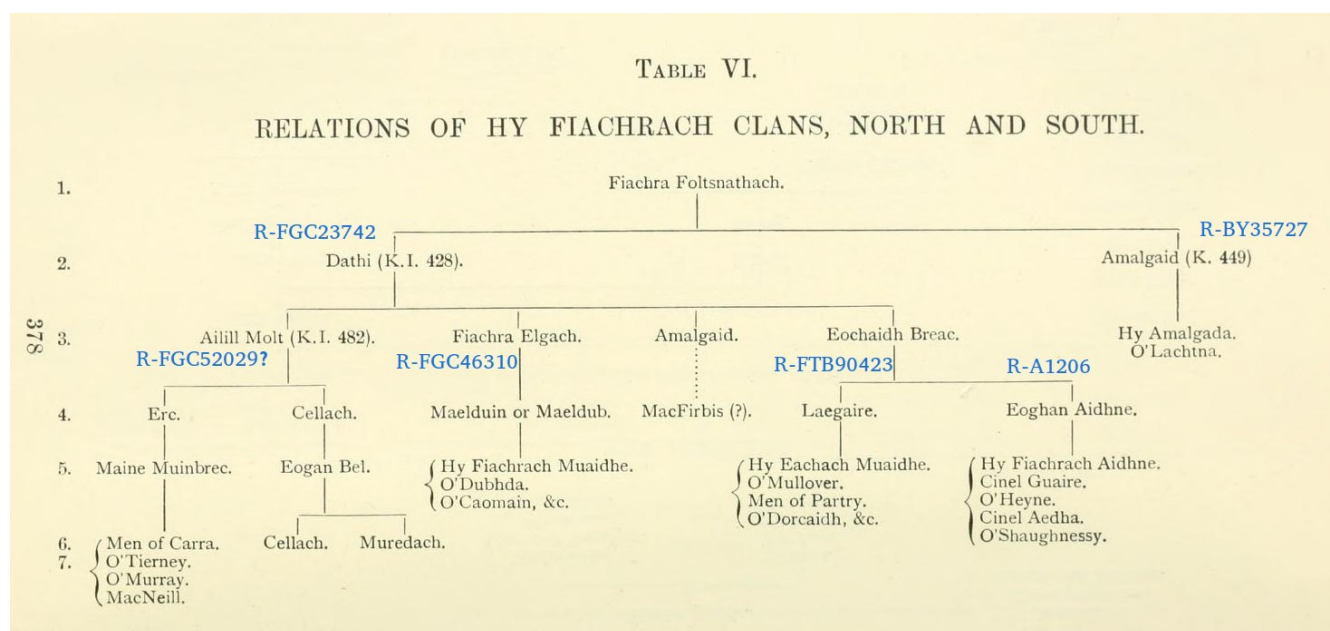 TABLE VI.
RELATIONS OF HY FIACHRACH CLANS, NORTH AND SOUTH.
378
1. Fiachra Foltsnathach.
R-FGC23742 R-BY35727
2. Dathi (K.I. 428). Amalgaid (K. 449)
3. Ailill Molt (K.I. 482). Fiachra Elgach. Amalgaid. Eochaidh Breac. Hy Amalgada.
O'Lachtna.
R-FGC52029? R-FGC46310 R-FTB90423 R-A1206
4. Erc. Cellach. Maelduin or Maeldub. MacFirbis (?). Laegaire. Eoghan Aidhne.
5. Maine Muinbrec. Eogan Bel. Hy Fiachrach Muaidhe. Hy Eachach Muaidhe. Hy Fiachrach Aidhne.
O'Dubhda. O'Mullover. Cinel Guaire.
O'Caomain, &c. Men of Partry. O'Heyne.
O'Dorcaidh, &c. Cinel Aedha.
O'Shaughnessy.
6. Men of Carra. Cellach. Muredach.
7. O'Tierney.
O'Murray.
MacNeill.